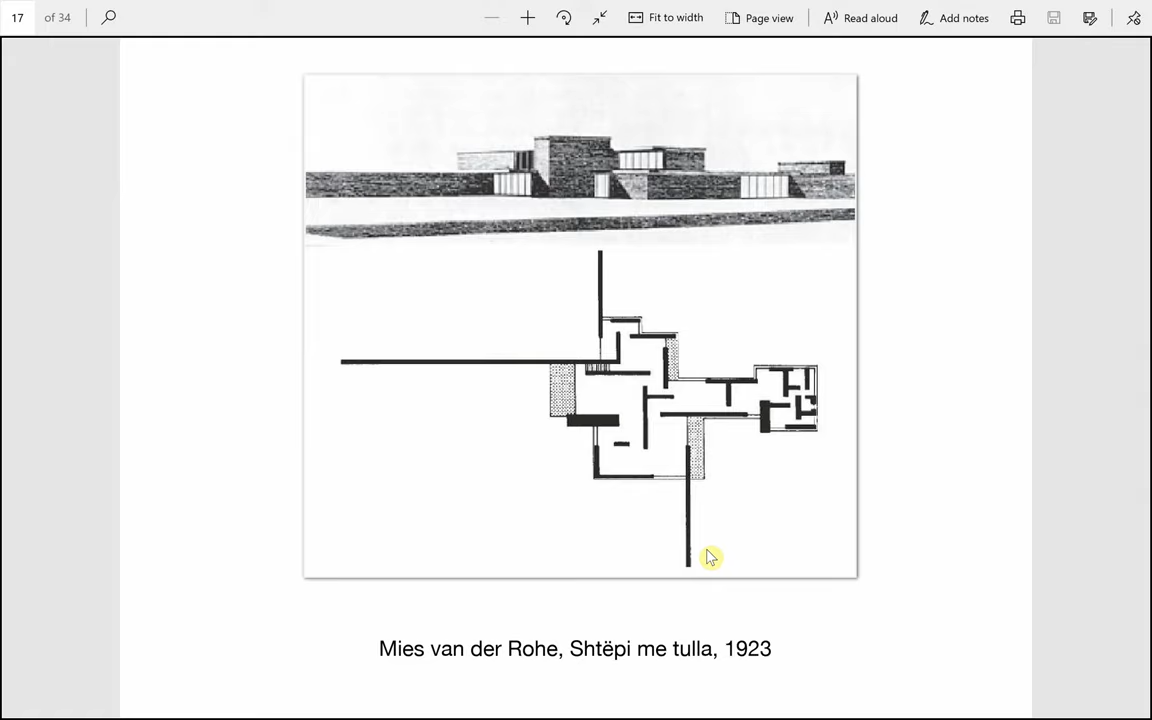 17 of 34 Fit to width Page view Read aloud Add notes
Mies van der Rohe, Shtëpi me tulla, 1923